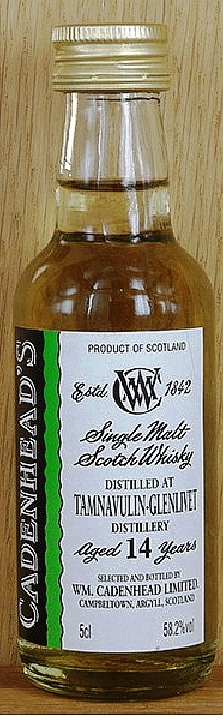 CADENHEAD'S
PRODUCT OF SCOTLAND
Estd. WC 1842
Single Malt
Scotch Whisky
DISTILLED AT
TAMNAVULIN-GLENLIVET
DISTILLERY
Aged 14 Years
SELECTED AND BOTTLED BY
WM. CADENHEAD LIMITED,
CAMPBELTOWN, ARGYLL, SCOTLAND
5cl 58.2%vol